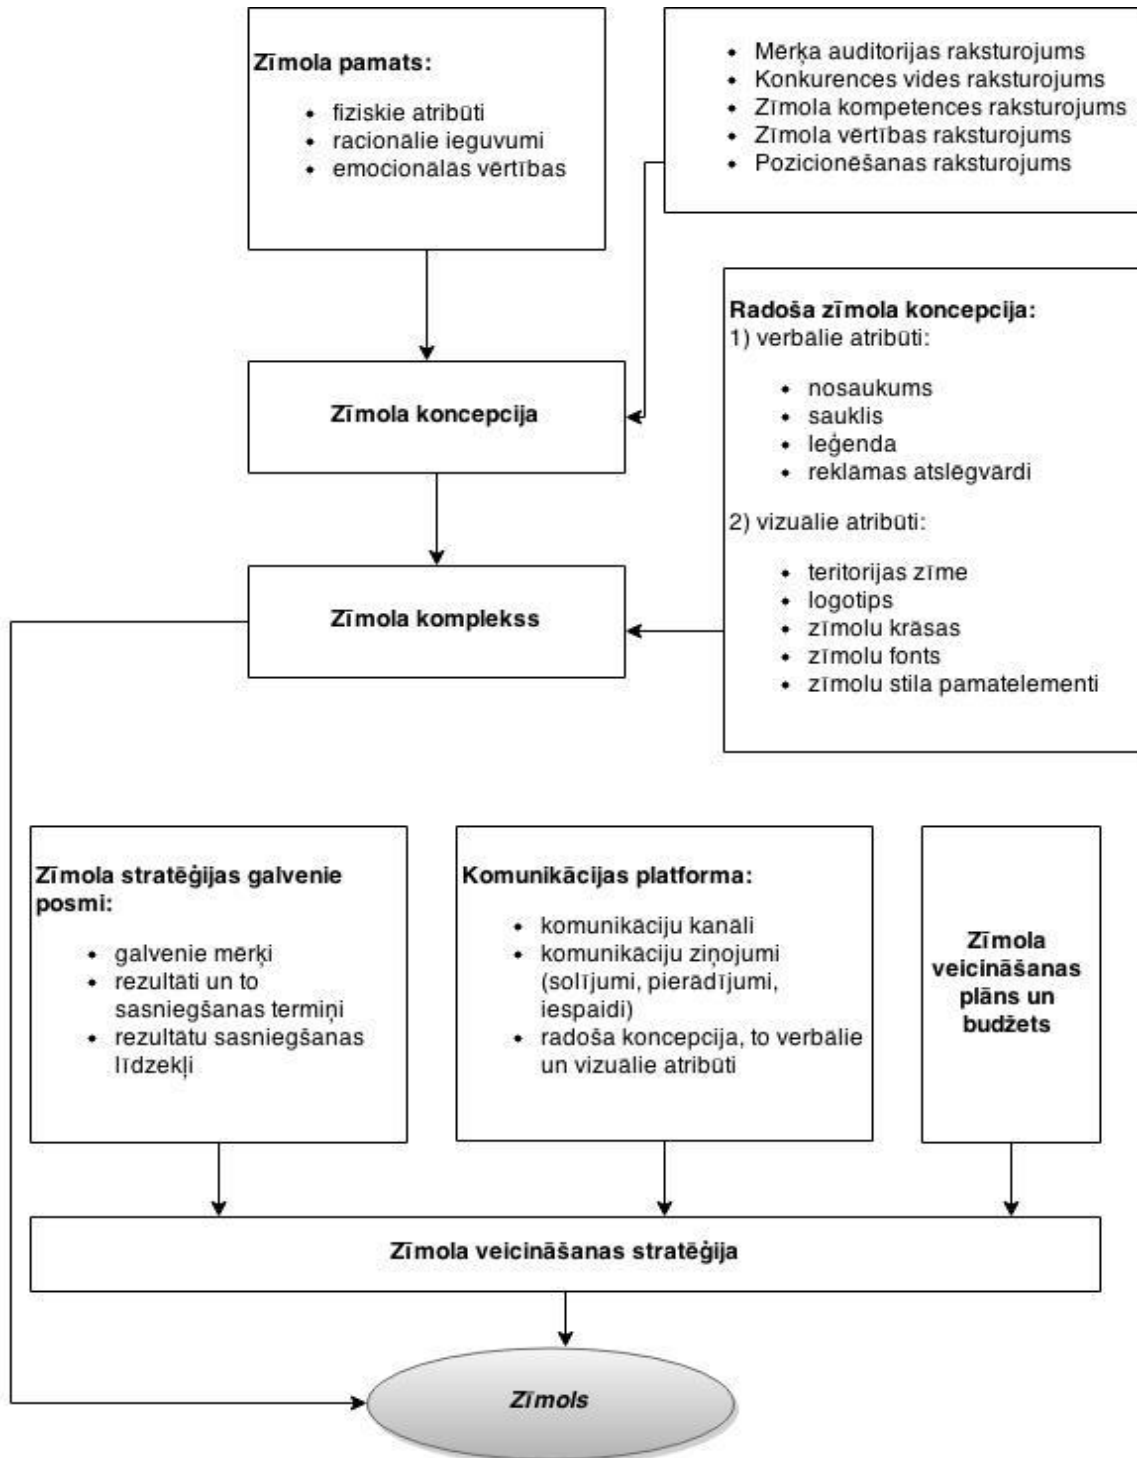 Zīmola pamats:
• fiziskie atribūti
• racionālie ieguvumi
• emocionālās vērtības
• Mērķa auditorijas raksturojums
• Konkurences vides raksturojums
• Zīmola kompetences raksturojums
• Zīmola vērtības raksturojums
• Pozicionēšanas raksturojums
Zīmola koncepcija
Radoša zīmola koncepcija:
1) verbālie atribūti:
• nosaukums
• sauklis
• leģenda
• reklāmas atslēgvārdi
2) vizuālie atribūti:
• teritorijas zīme
• logotips
• zīmolu krāsas
• zīmolu fonts
• zīmolu stila pamatelementi
Zīmola komplekss
Zīmola stratēģijas galvenie
posmi:
• galvenie mērķi
• rezultāti un to
sasniegšanas termiņi
• rezultātu sasniegšanas
līdzekļi
Komunikācijas platforma:
• komunikāciju kanāli
• komunikāciju ziņojumi
(solījumi, pierādījumi,
iespaidi)
• radoša koncepcija, to verbālie
un vizuālie atribūti
Zīmola
veicināšanas
plāns un
budžets
Zīmola veicināšanas stratēģija
Zīmols